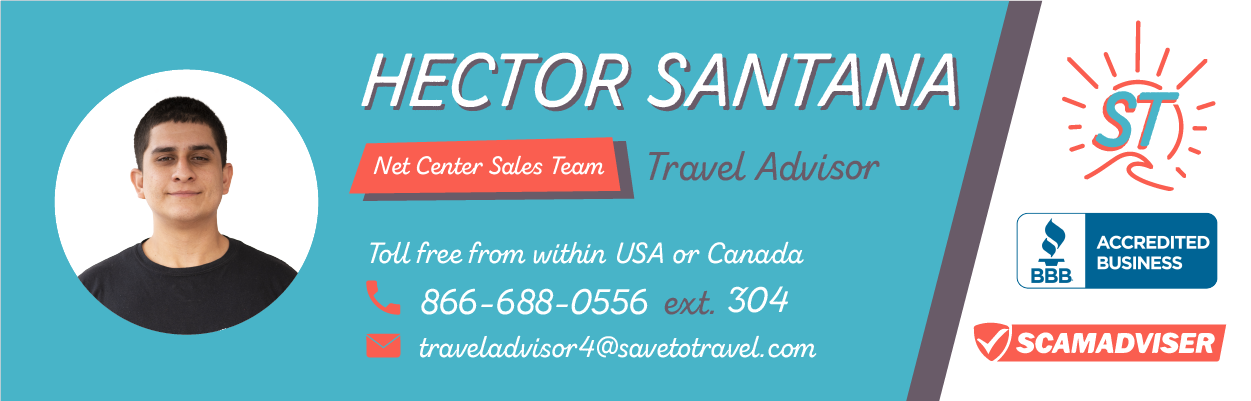 HECTOR SANTANA
Net Center Sales Team
Travel Advisor
Toll free from within USA or Canada
866-688-0556 ext. 304
traveladvisor4@savetotravel.com
ST
BBB
ACCREDITED
BUSINESS
SCAMADVISER